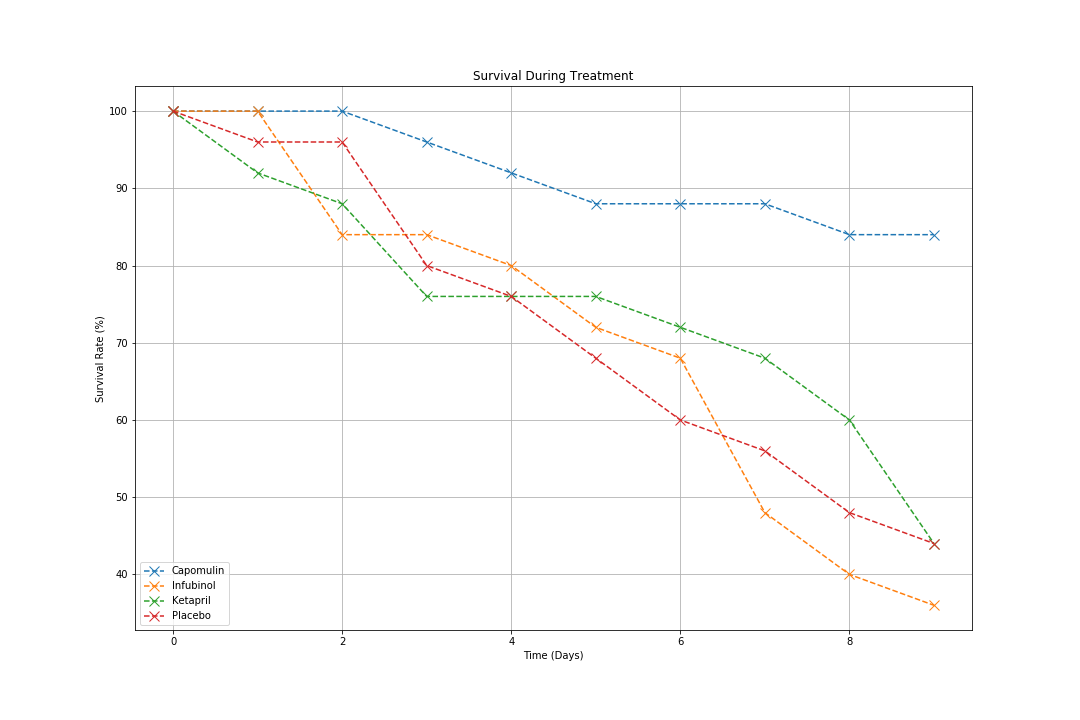 Survival During Treatment
100
90
80
70
60
50
40
Survival Rate (%)
Capomulin
Infubinol
Ketapril
Placebo
0
2
4
6
8
Time (Days)